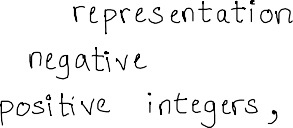 representation
negative
positive integers,